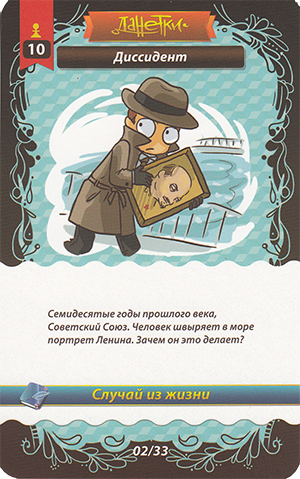 ДАНЕТКИ
10
Диссидент
Семидесятые годы прошлого века,
Советский Союз. Человек швыряет в море
портрет Ленина. Зачем он это делает?
Случай из жизни
02/33